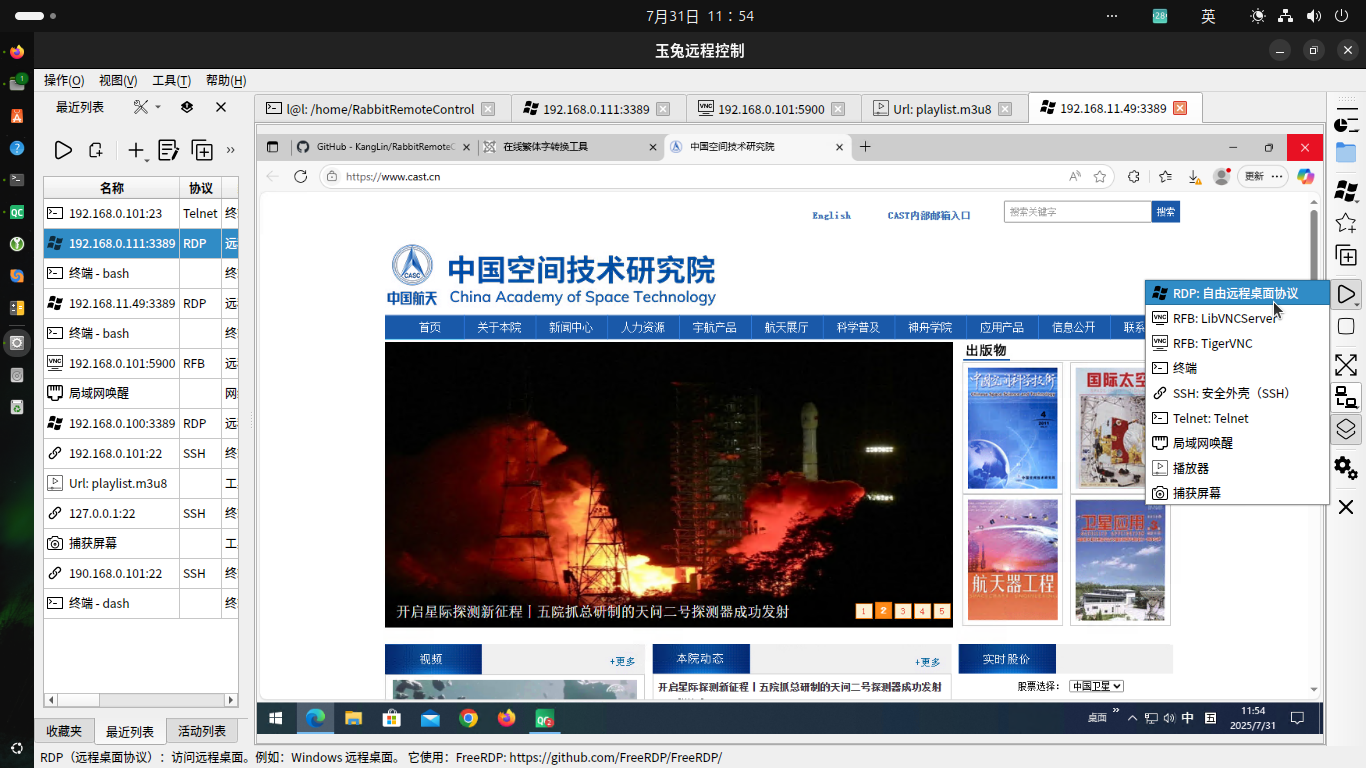 7月31日 11：54
28
英
玉兔远程控制
操作(O) 视图(V) 工具(T) 帮助(H)
最近列表
名称 协议
192.168.0.101:23 Telnet 终
192.168.0.111:3389 RDP 远
终端 - bash 终
192.168.11.49:3389 RDP 远
终端 - bash 终
192.168.0.101:5900 RFB 远
局域网唤醒 网
192.168.0.100:3389 RDP 远
192.168.0.101:22 SSH 终
Url: playlist.m3u8 工
127.0.0.1:22 SSH 终
捕获屏幕 工
190.168.0.101:22 SSH 终
终端 - dash 终
收藏夹 最近列表 活动列表
l@l: /home/RabbitRemoteControl
192.168.0.111:3389
192.168.0.101:5900
Url: playlist.m3u8
192.168.11.49:3389
GitHub - KangLin/RabbitRemoteC
在线繁体字转换工具
中国空间技术研究院
https://www.cast.cn
更新
English CAST内部邮箱入口 搜索关键字 搜索
CASC
中国航天
中国空间技术研究院
China Academy of Space Technology
首页 关于本院 新闻中心 人力资源 宇航产品 航天展厅 科学普及 神舟学院 应用产品 信息公开 联系
出版物
中国空间科学技术
4
2011
国际太空
航天器工程
卫星应用
开启星际探测新征程丨五院抓总研制的天问二号探测器成功发射
1 2 3 4 5
视频 +更多
本院动态 +更多
实时股价
开启星际探测新征程丨五院抓总研制的天问二号探测器成功发射
股票选择: 中国卫星
RDP: 自由远程桌面协议
RFB: LibVNCServer
RFB: TigerVNC
终端
SSH: 安全外壳（SSH）
Telnet: Telnet
局域网唤醒
播放器
捕获屏幕
桌面 中
11:54
2025/7/31
RDP（远程桌面协议）：访问远程桌面。例如：Windows 远程桌面。 它使用：FreeRDP: https://github.com/FreeRDP/FreeRDP/